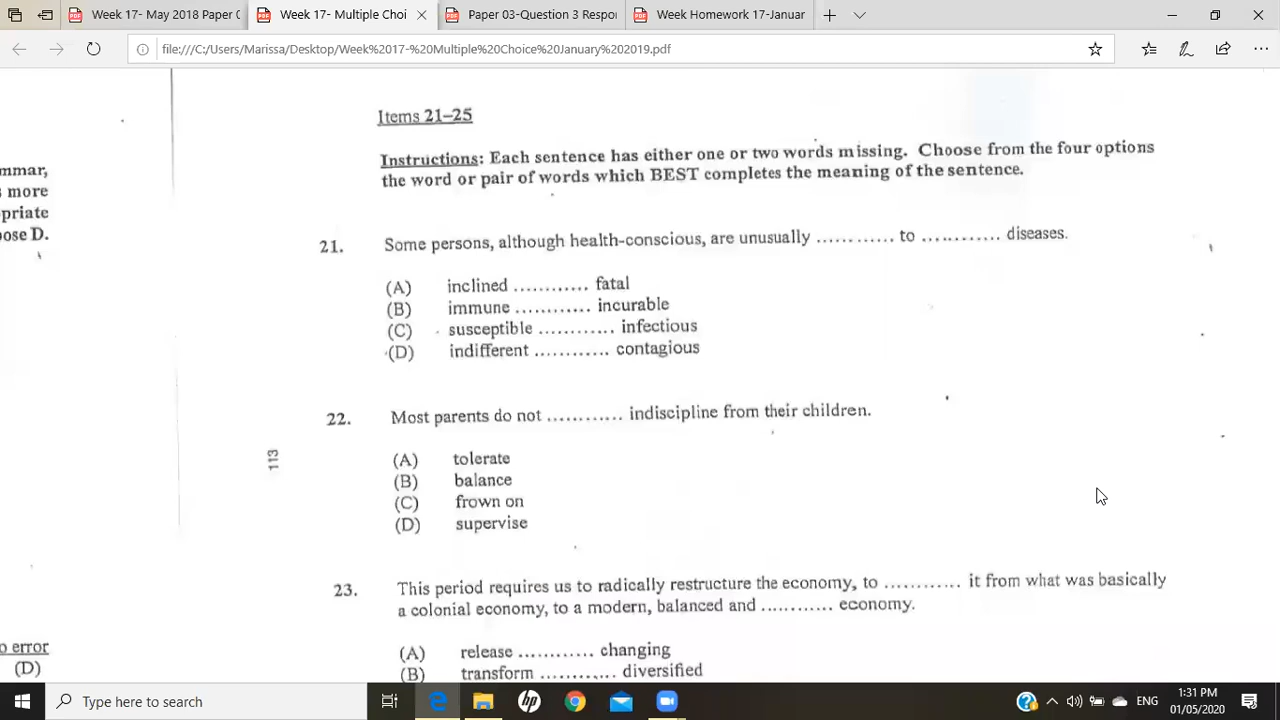 Week 17- May 2018 Paper C
Week 17- Multiple Choi
Paper 03-Question 3 Respon
Week Homework 17-Januar
file:///C:/Users/Marissa/Desktop/Week%2017-%20Multiple%20Choice%20January%202019.pdf
mmar,
more
priate
ose D.
o error
(D)
113
Items 21–25
Instructions: Each sentence has either one or two words missing. Choose from the four options
the word or pair of words which BEST completes the meaning of the sentence.
21. Some persons, although health-conscious, are unusually ............ to ............ diseases.
(A) inclined ............ fatal
(B) immune ............ incurable
(C) susceptible ............ infectious
(D) indifferent ............ contagious
22. Most parents do not ............ indiscipline from their children.
(A) tolerate
(B) balance
(C) frown on
(D) supervise
23. This period requires us to radically restructure the economy, to ............ it from what was basically
a colonial economy, to a modern, balanced and ............ economy.
(A) release ............ changing
(B) transform ............ diversified
Type here to search
ENG
1:31 PM
01/05/2020